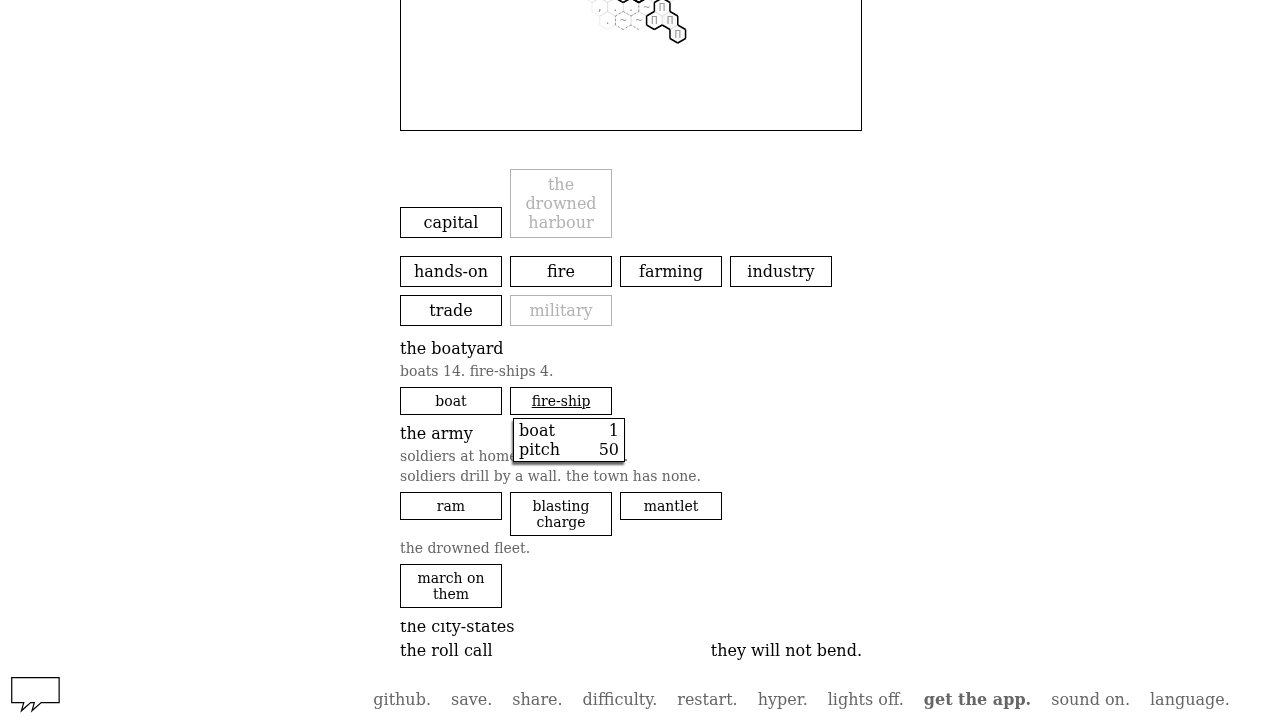 the
drowned
harbour
capital
hands-on fire farming industry
trade military
the boatyard
boats 14. fire-ships 4.
boat fire-ship
boat 1
pitch 50
the army
soldiers at home
soldiers drill by a wall. the town has none.
ram blasting charge mantlet
the drowned fleet.
march on
them
the city-states
the roll call they will not bend.
github. save. share. difficulty. restart. hyper. lights off. get the app. sound on. language.